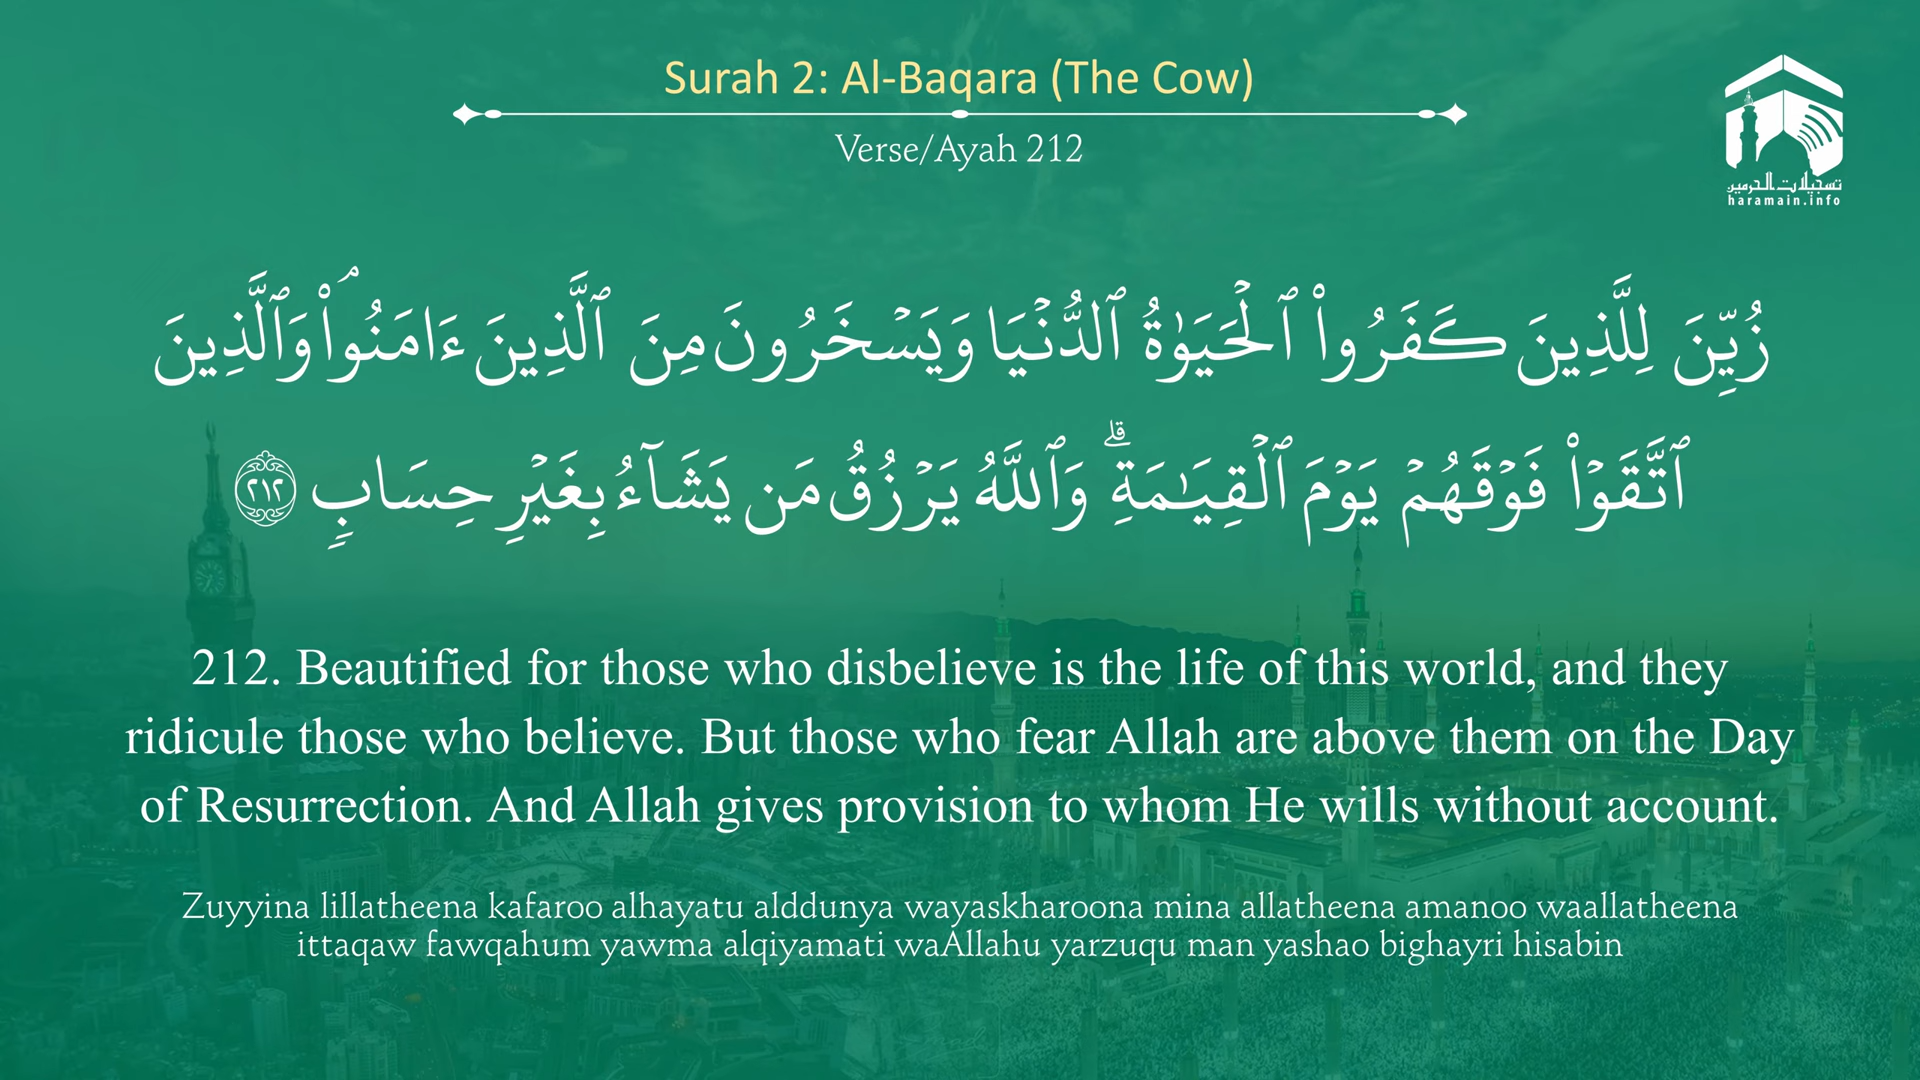 Surah 2: Al-Baqara (The Cow)
Verse/Ayah 212
تسجيلات الحرمين
haramain.info
زُيِّنَ لِلَّذِينَ كَفَرُوا۟ ٱلْحَيَوٰةُ ٱلدُّنْيَا وَيَسْخَرُونَ مِنَ ٱلَّذِينَ ءَامَنُوا۟ ۘ وَٱلَّذِينَ
ٱتَّقَوْا۟ فَوْقَهُمْ يَوْمَ ٱلْقِيَـٰمَةِ ۗ وَٱللَّهُ يَرْزُقُ مَن يَشَآءُ بِغَيْرِ حِسَابٍ ٢١٢
212. Beautified for those who disbelieve is the life of this world, and they
ridicule those who believe. But those who fear Allah are above them on the Day
of Resurrection. And Allah gives provision to whom He wills without account.
Zuyyina lillatheena kafaroo alhayatu alddunya wayaskharoona mina allatheena amanoo waallatheena
ittaqaw fawqahum yawma alqiyamati waAllahu yarzuqu man yashao bighayri hisabin